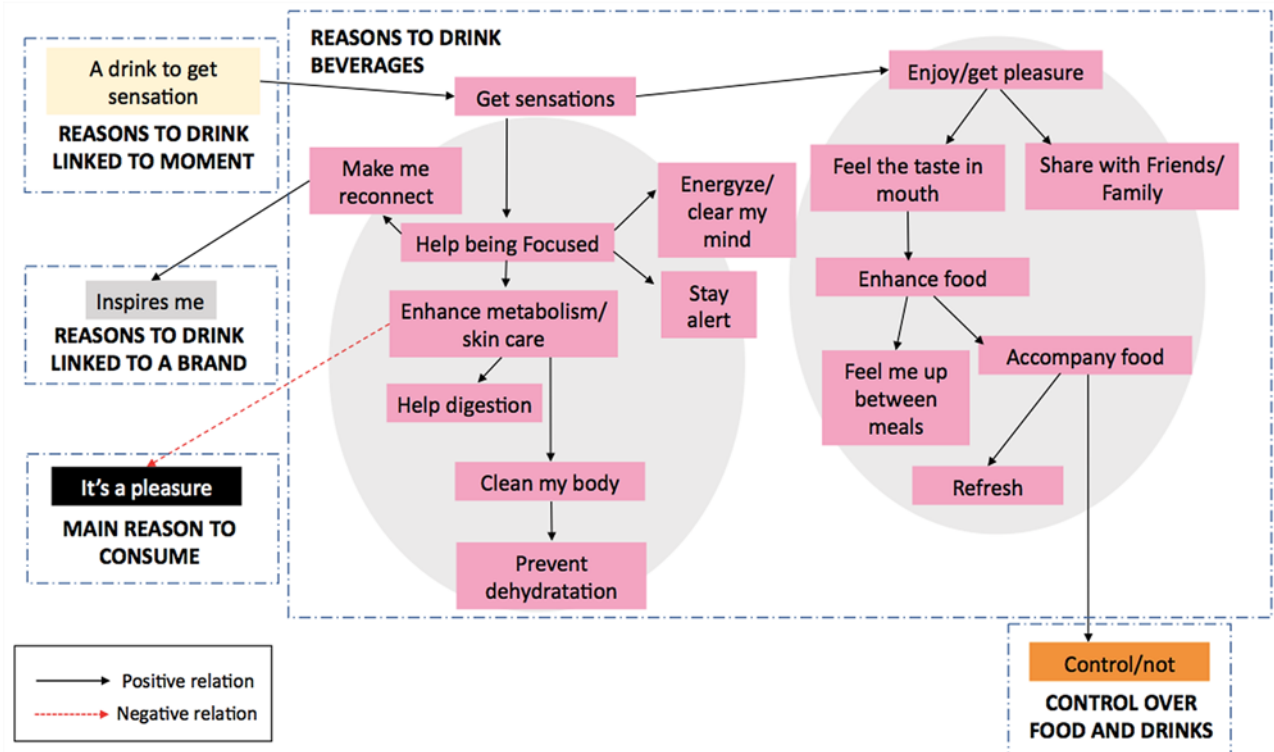 A drink to get
sensation
REASONS TO DRINK
LINKED TO MOMENT
REASONS TO DRINK
BEVERAGES
Get sensations
Enjoy/get pleasure
Make me
reconnect
Energyze/
clear my
mind
Feel the taste in
mouth
Share with Friends/
Family
Help being Focused
Inspires me
REASONS TO DRINK
LINKED TO A BRAND
Enhance metabolism/
skin care
Stay
alert
Enhance food
Help digestion
Feel me up
between
meals
Accompany food
It's a pleasure
MAIN REASON TO
CONSUME
Clean my body
Refresh
Prevent
dehydratation
Positive relation
Negative relation
Control/not
CONTROL OVER
FOOD AND DRINKS